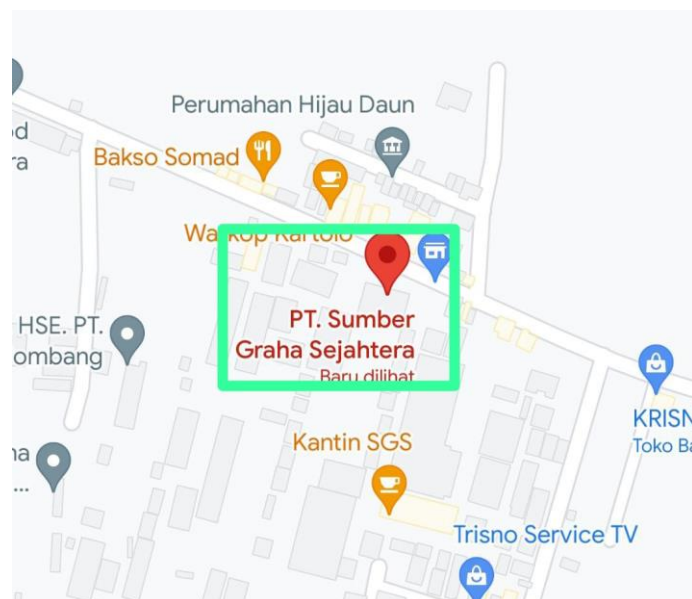 Perumahan Hijau Daun
Bakso Somad
Warkop Kartolo
PT. Sumber
Graha Sejahtera
Baru dilihat
HSE. PT.
ombang
Kantin SGS
KRISN
Toko Ba
Trisno Service TV